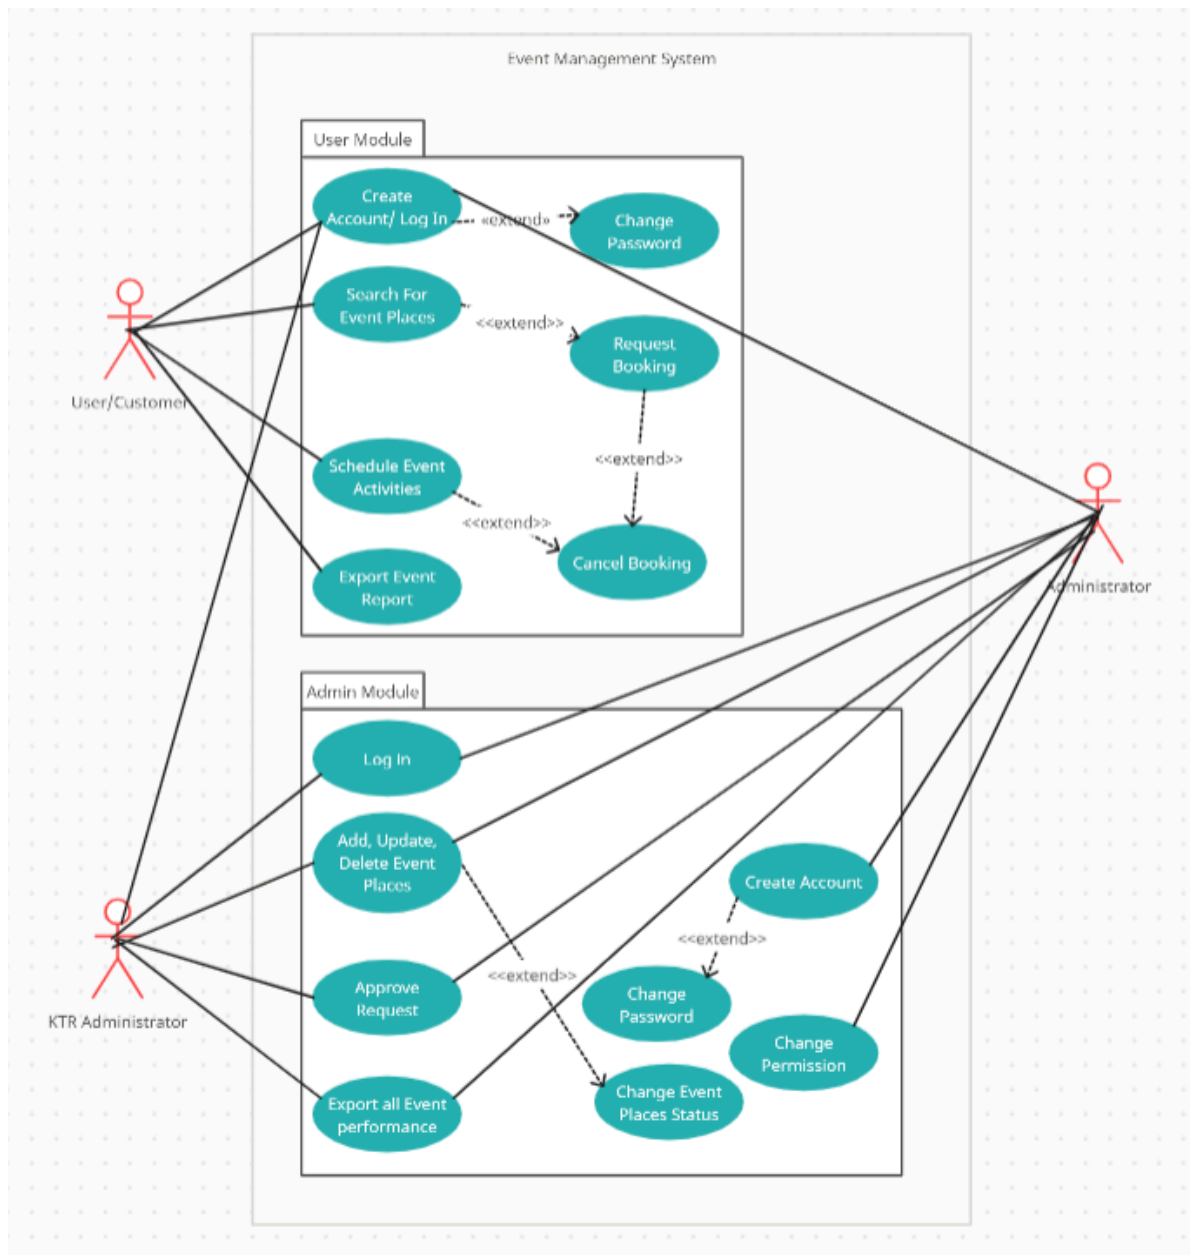 Event Management System
User Module
Create
Account/ Log In
«extend»
Change
Password
Search For
Event Places
<<extend>>
Request
Booking
User/Customer
<<extend>>
Schedule Event
Activities
<<extend>>
Cancel Booking
Export Event
Report
Administrator
Admin Module
Log In
Add, Update,
Delete Event
Places
Create Account
<<extend>>
<<extend>>
Approve
Request
Change
Password
KTR Administrator
Change
Permission
Export all Event
performance
Change Event
Places Status